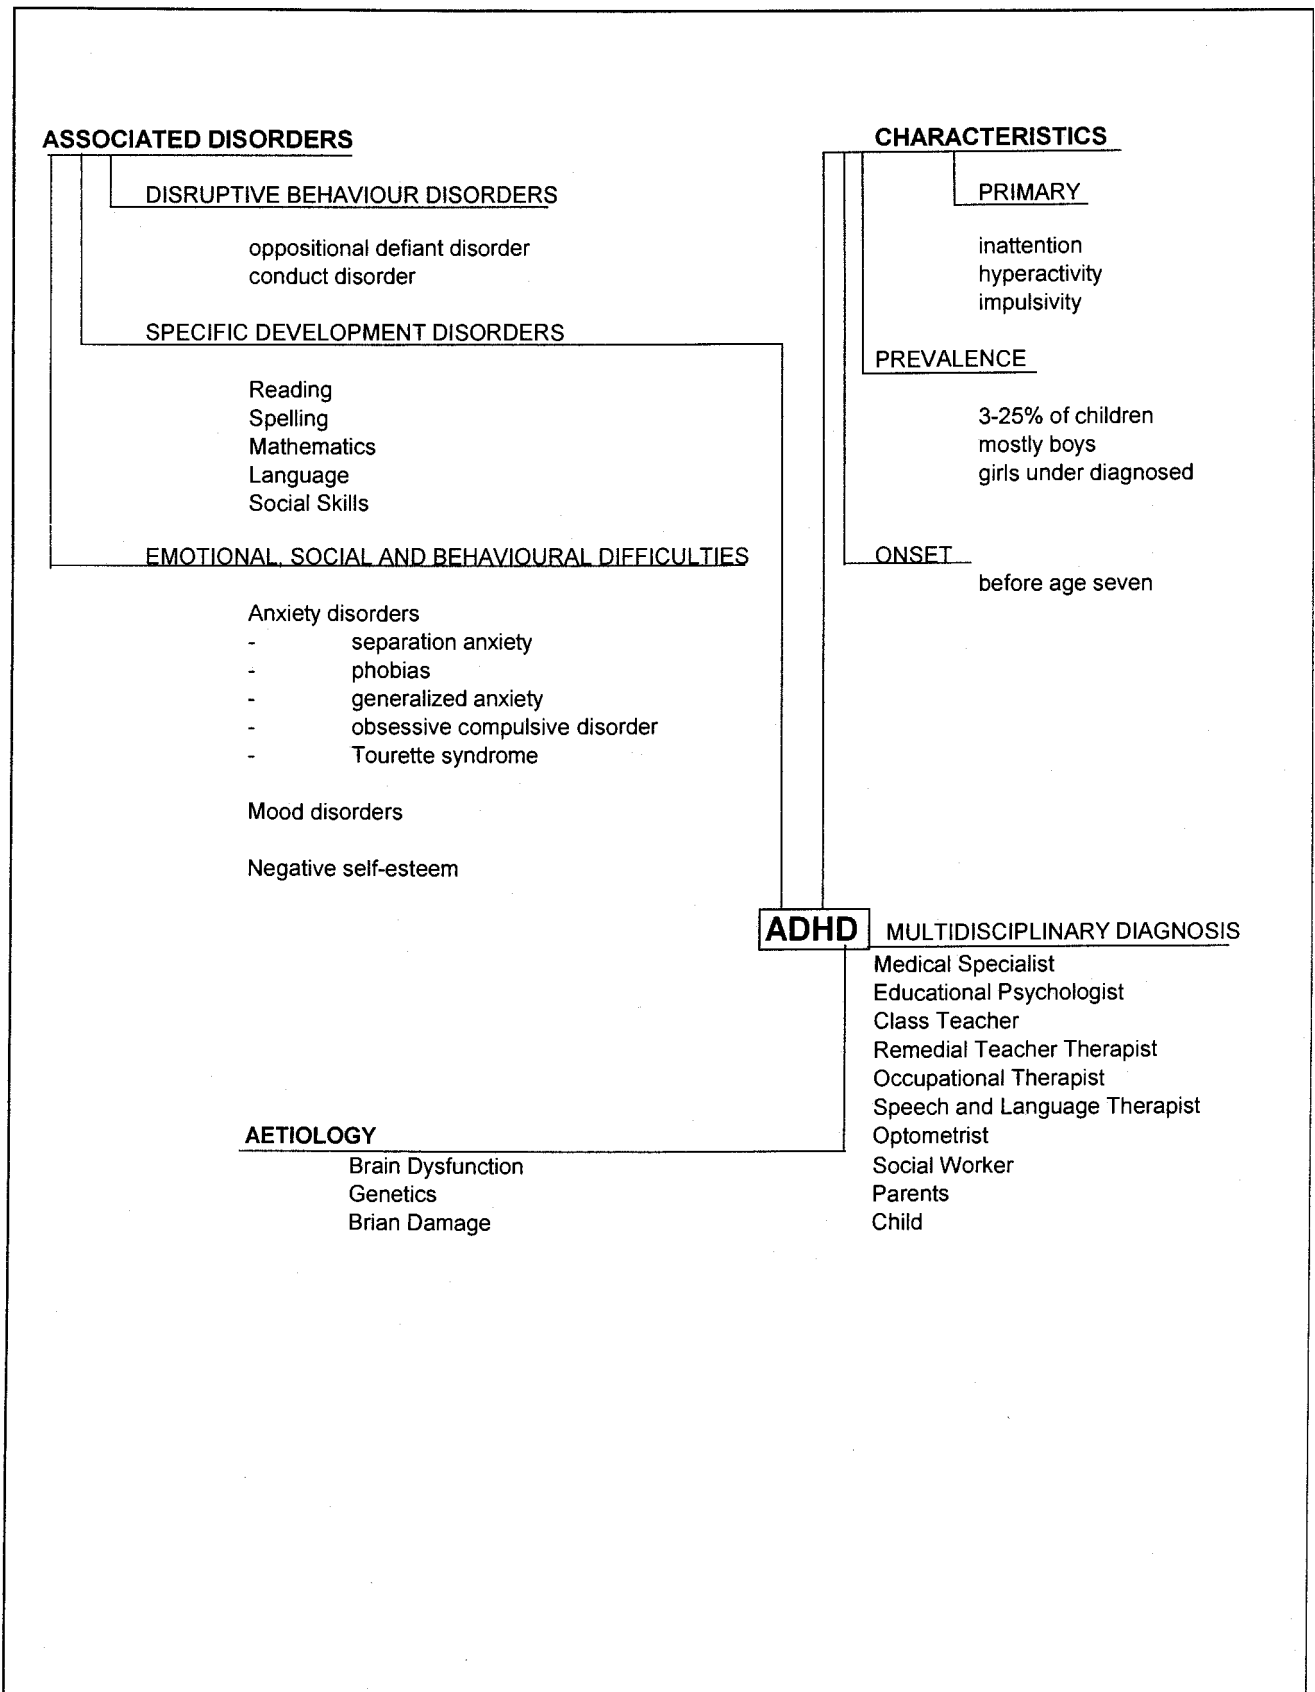 ASSOCIATED DISORDERS
DISRUPTIVE BEHAVIOUR DISORDERS
oppositional defiant disorder
conduct disorder
SPECIFIC DEVELOPMENT DISORDERS
Reading
Spelling
Mathematics
Language
Social Skills
EMOTIONAL, SOCIAL AND BEHAVIOURAL DIFFICULTIES
Anxiety disorders
- separation anxiety
- phobias
- generalized anxiety
- obsessive compulsive disorder
- Tourette syndrome
Mood disorders
Negative self-esteem
CHARACTERISTICS
PRIMARY
inattention
hyperactivity
impulsivity
PREVALENCE
3-25% of children
mostly boys
girls under diagnosed
ONSET
before age seven
ADHD
MULTIDISCIPLINARY DIAGNOSIS
Medical Specialist
Educational Psychologist
Class Teacher
Remedial Teacher Therapist
Occupational Therapist
Speech and Language Therapist
Optometrist
Social Worker
Parents
Child
AETIOLOGY
Brain Dysfunction
Genetics
Brian Damage